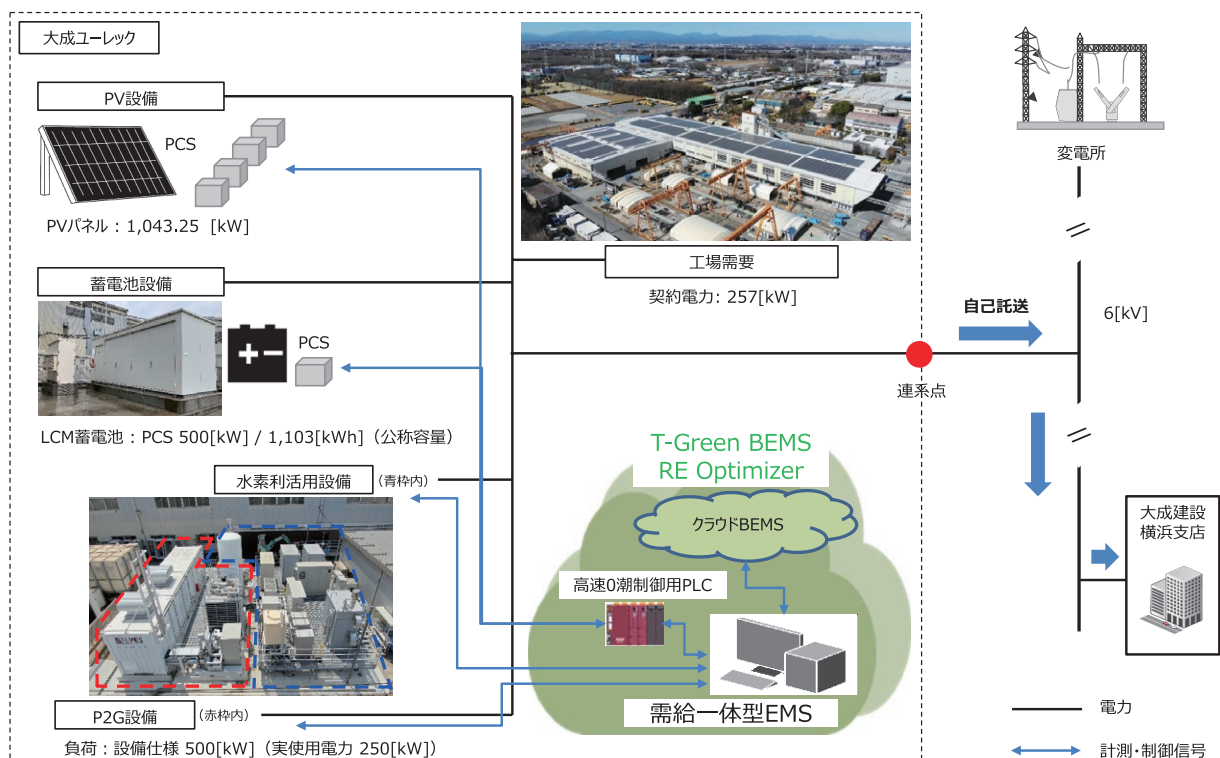 大成ユーレック
PV設備
PCS
PVパネル：1,043.25 [kW]
蓄電池設備
PCS
LCM蓄電池：PCS 500[kW] / 1,103[kWh]（公称容量）
水素利活用設備
（青枠内）
P2G設備
（赤枠内）
負荷：設備仕様 500[kW]（実使用電力 250[kW]）
工場需要
契約電力: 257[kW]
T-Green BEMS
RE Optimizer
クラウドBEMS
高速0潮制御用PLC
需給一体型EMS
連系点
自己託送
変電所
6[kV]
大成建設
横浜支店
電力
計測・制御信号